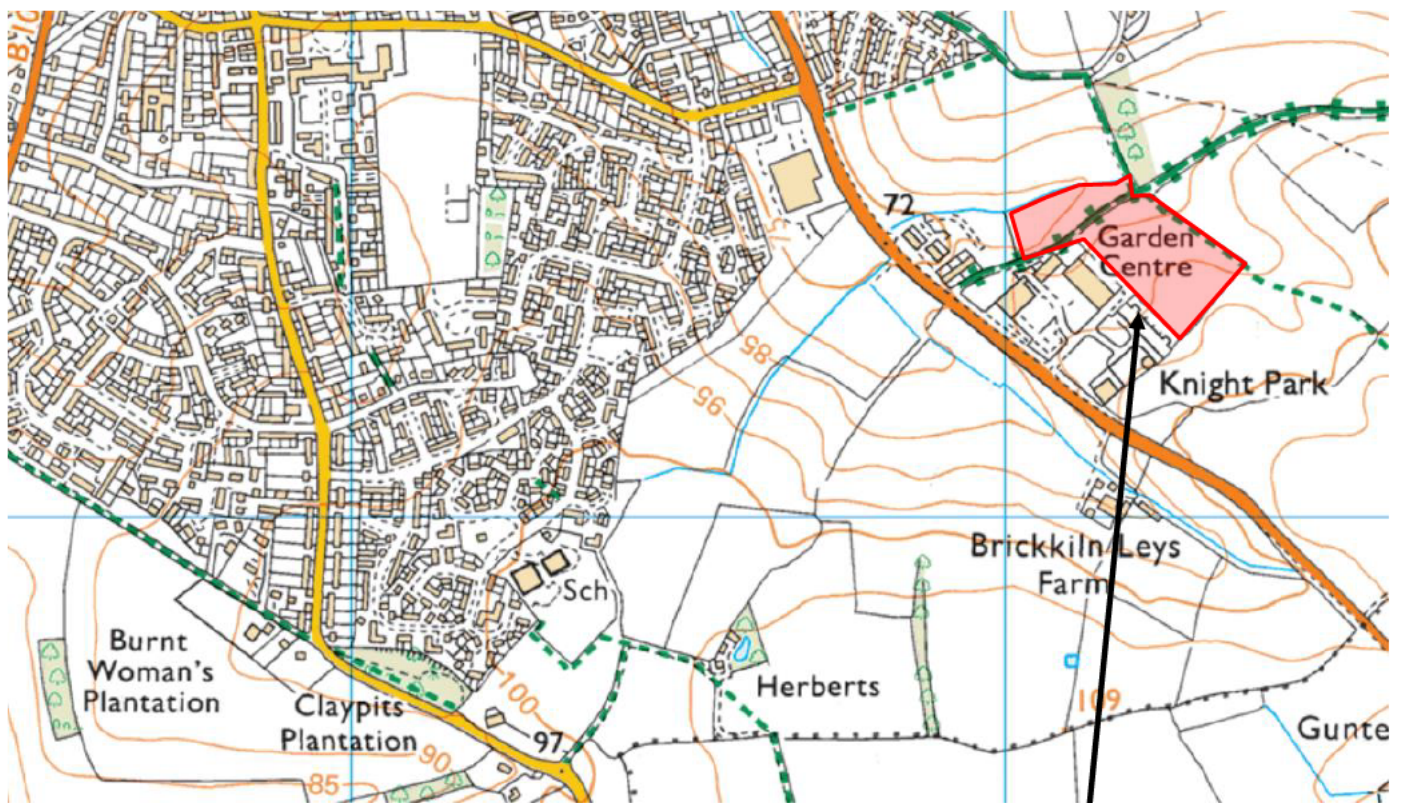 B10
72
75
Garden
Centre
85
95
Knight Park
Brickkiln Leys
Farm
Sch
Burnt
Woman's
Plantation
Herberts
100
Claypits
Plantation
109
97
Gunte
90
85